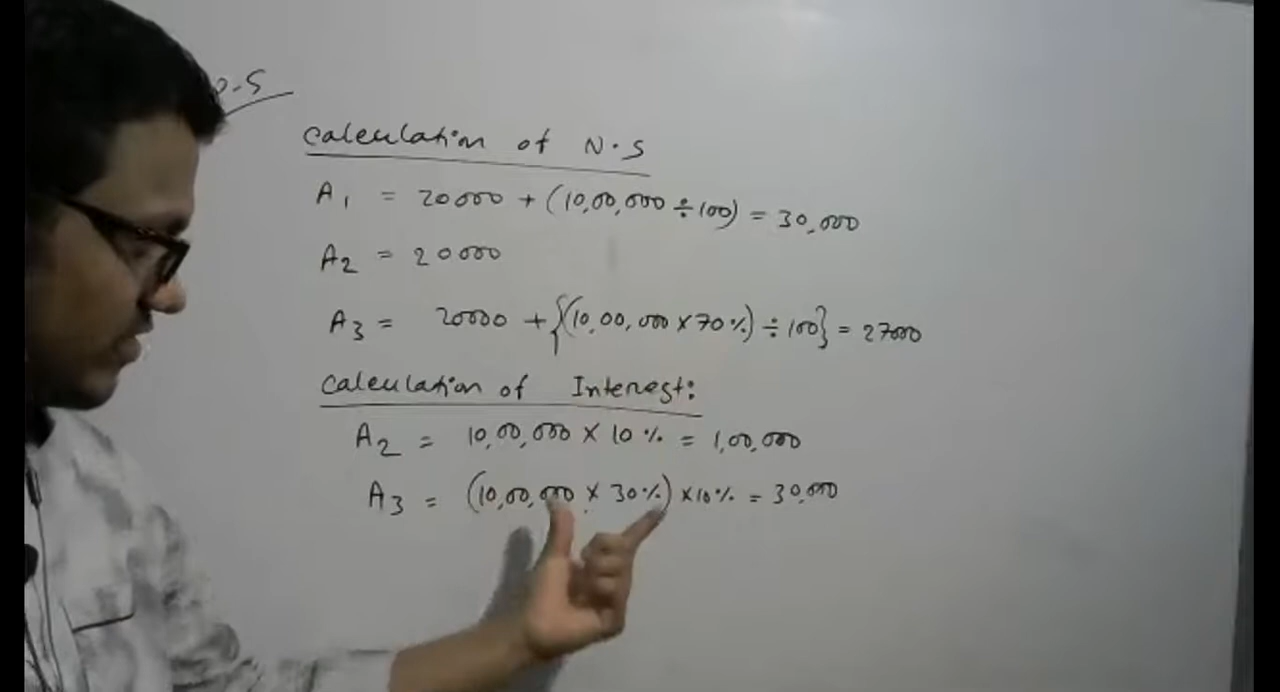 Calculation of N.S
A1 = 20000 + (10,00,000 ÷ 100) = 30,000
A2 = 20000
A3 = 20000 + {(10,00,000 × 70%) ÷ 100} = 27000
Calculation of Interest:
A2 = 10,00,000 × 10% = 1,00,000
A3 = (10,00,000 × 30%) × 10% = 30,000